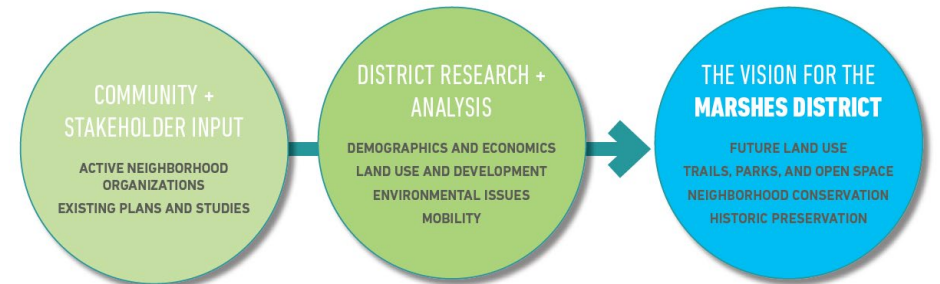 COMMUNITY +
STAKEHOLDER INPUT
ACTIVE NEIGHBORHOOD
ORGANIZATIONS
EXISTING PLANS AND STUDIES
DISTRICT RESEARCH +
ANALYSIS
DEMOGRAPHICS AND ECONOMICS
LAND USE AND DEVELOPMENT
ENVIRONMENTAL ISSUES
MOBILITY
THE VISION FOR THE
MARSHES DISTRICT
FUTURE LAND USE
TRAILS, PARKS, AND OPEN SPACE
NEIGHBORHOOD CONSERVATION
HISTORIC PRESERVATION